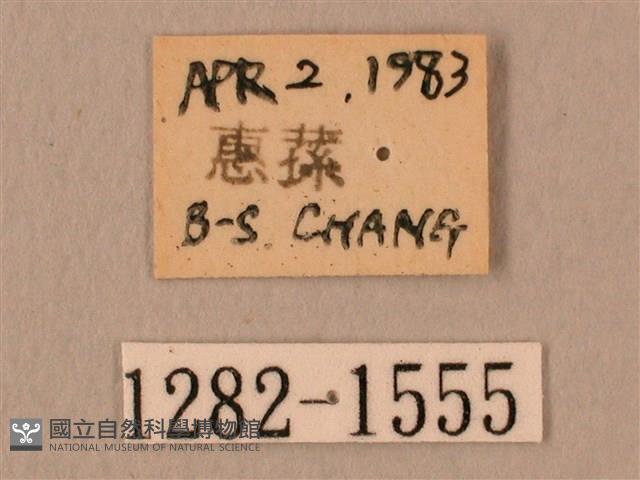 APR 2, 1983
惠蓀
B-S CHANG
1282-1555
國立自然科學博物館
NATIONAL MUSEUM OF NATURAL SCIENCE